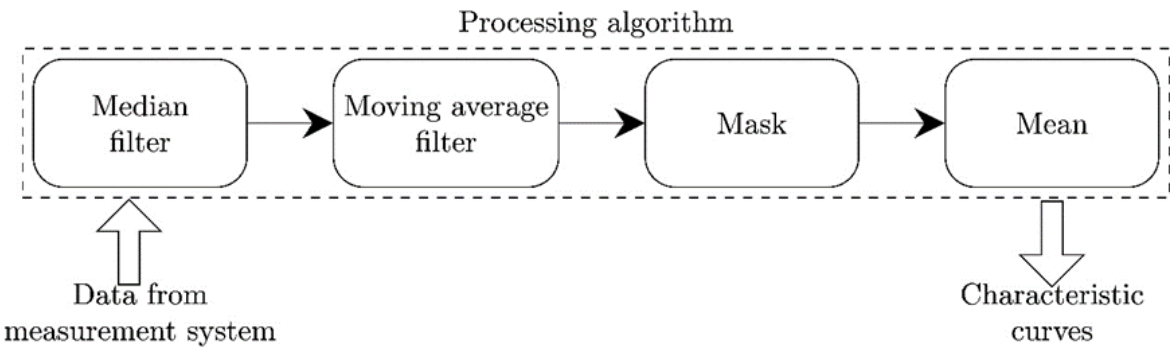 Processing algorithm
Median
filter
Moving average
filter
Mask
Mean
Data from
measurement system
Characteristic
curves